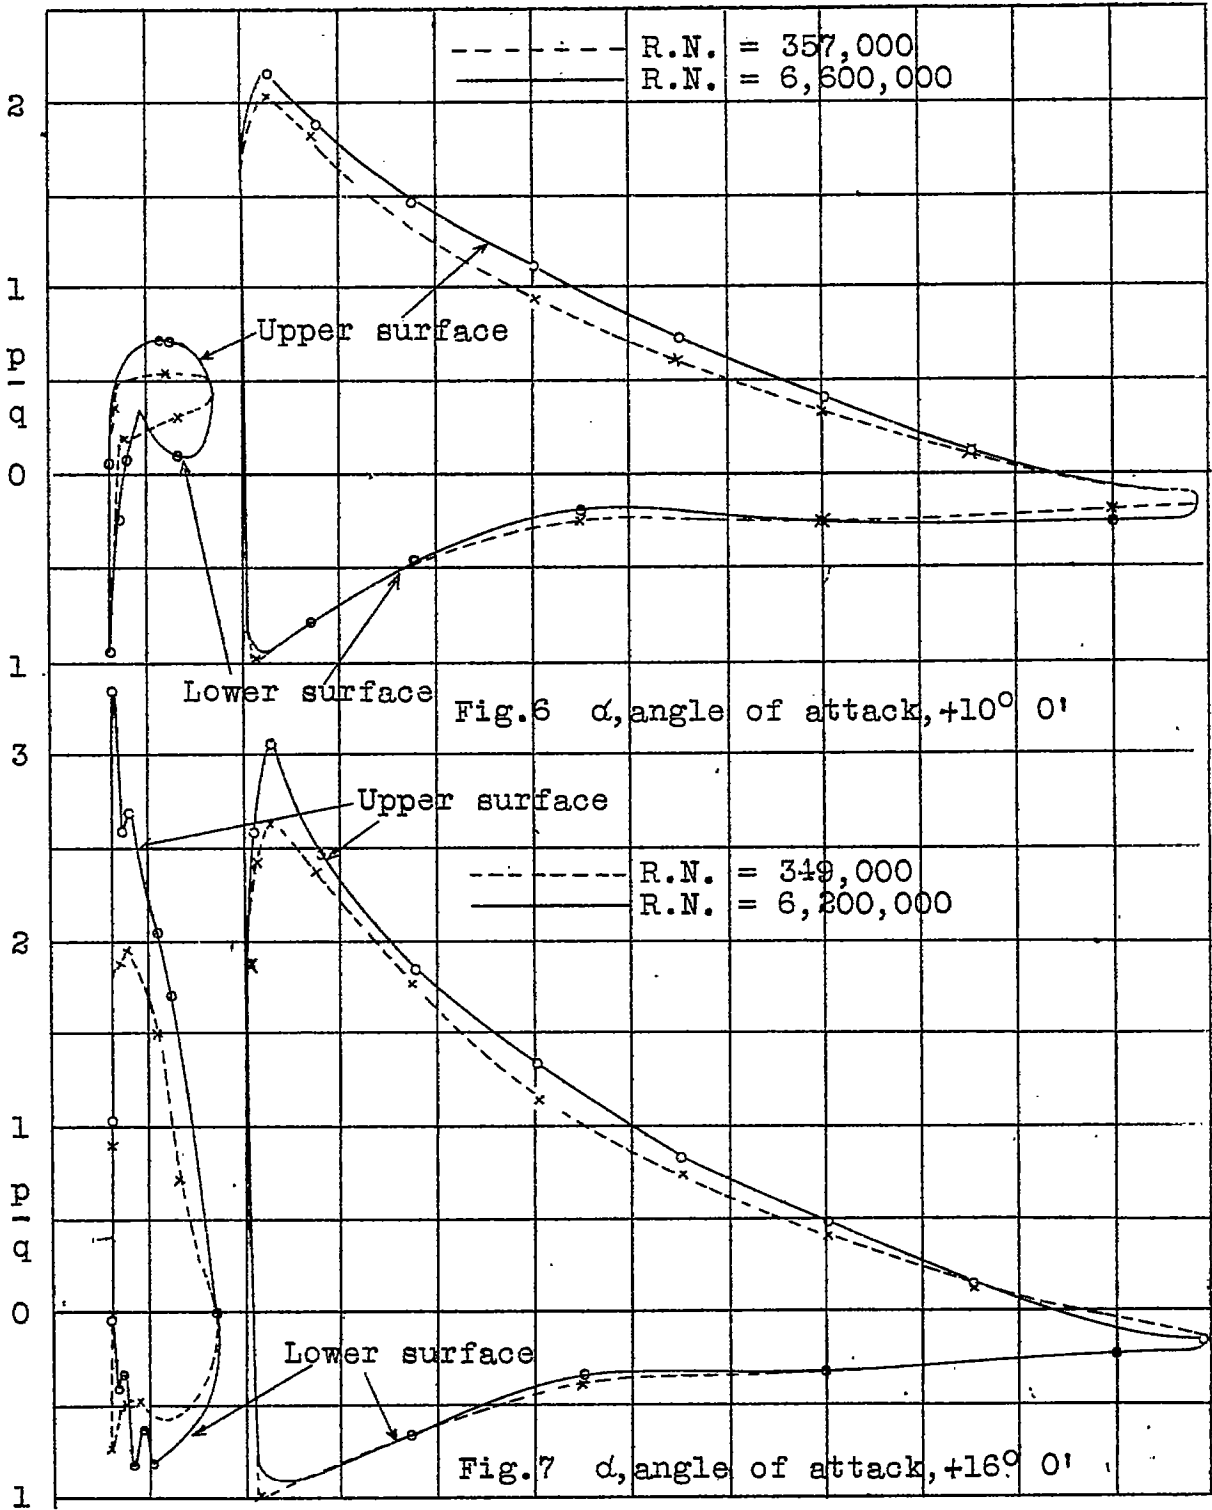 R.N. = 357,000
R.N. = 6,600,000
2
1
Upper surface
p
q
0
1
Lower surface
Fig.6 α, angle of attack, +10° 0'
3
Upper surface
R.N. = 349,000
R.N. = 6,200,000
2
1
p
q
0
Lower surface
Fig.7 α, angle of attack, +16° 0'
1